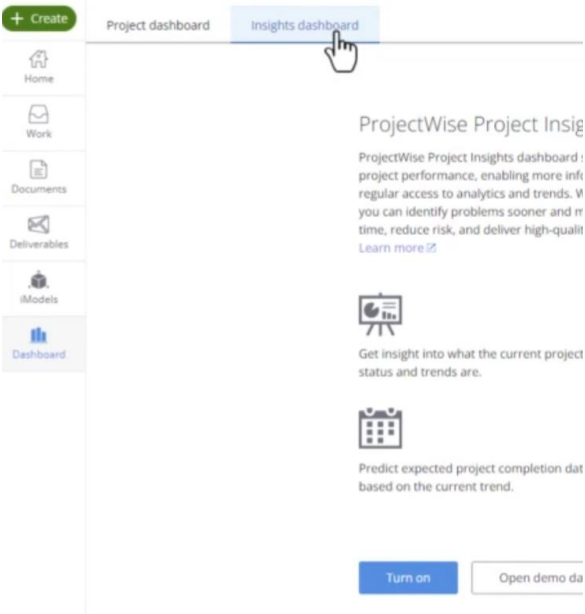 + Create
Project dashboard
Insights dashboard
Home
Work
Documents
Deliverables
iModels
Dashboard
ProjectWise Project Insig
ProjectWise Project Insights dashboard s
project performance, enabling more info
regular access to analytics and trends. W
you can identify problems sooner and m
time, reduce risk, and deliver high-qualit
Learn more
Get insight into what the current project
status and trends are.
Predict expected project completion dat
based on the current trend.
Turn on
Open demo da